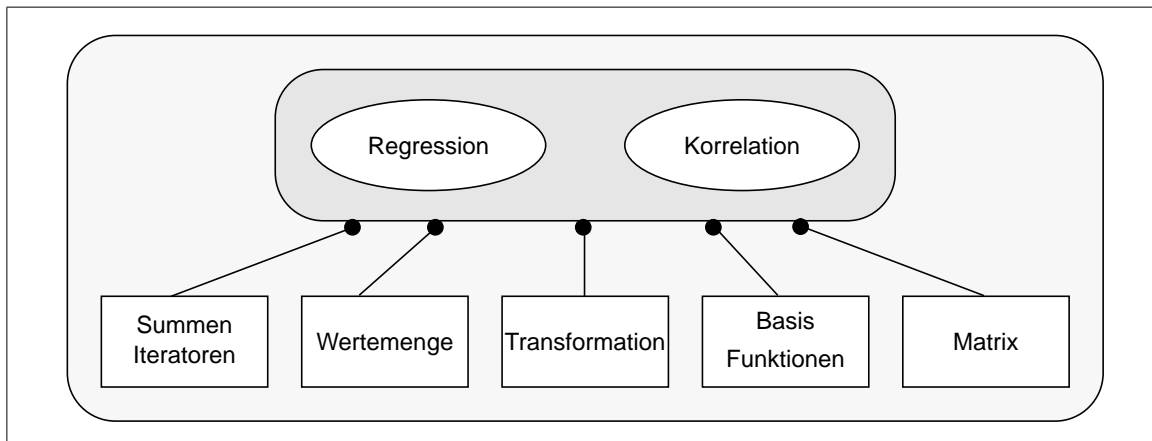 Regression
Korrelation
Summen
Iteratoren
Wertemenge
Transformation
Basis
Funktionen
Matrix